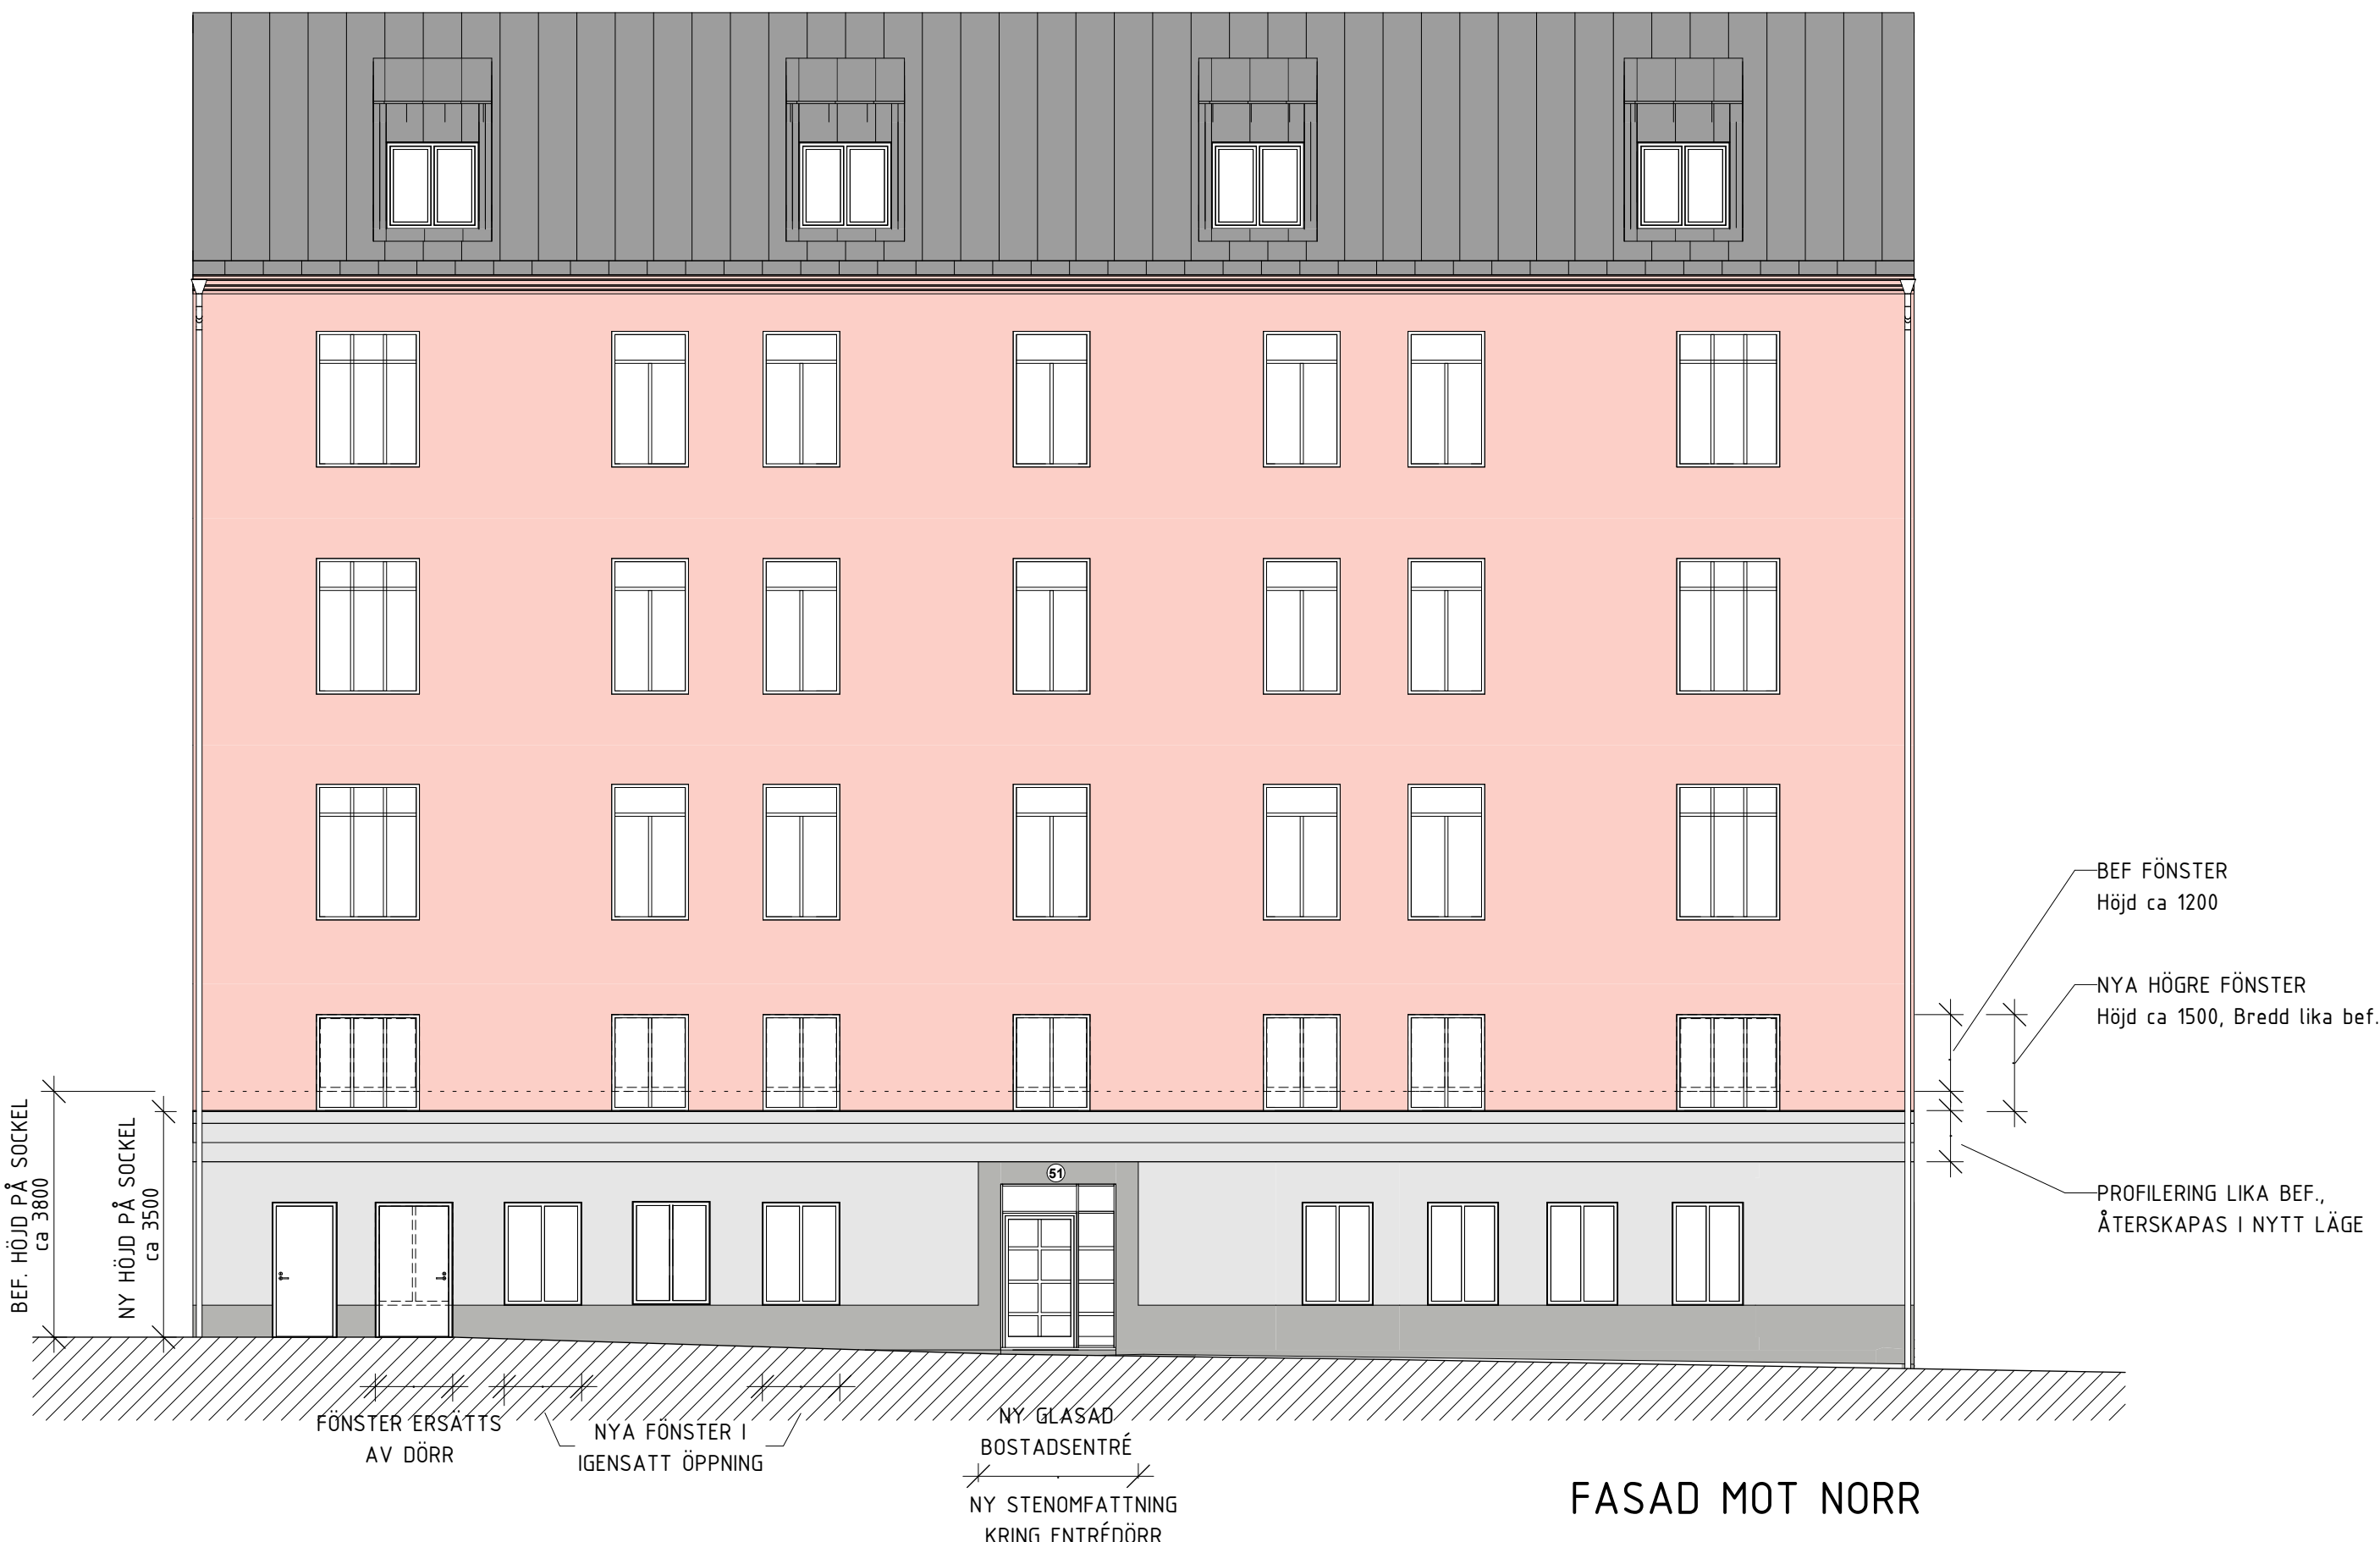 BEF FÖNSTER
Höjd ca 1200
NYA HÖGRE FÖNSTER
Höjd ca 1500, Bredd lika bef.
BEF. HÖJD PÅ SOCKEL
ca 3800
NY HÖJD PÅ SOCKEL
ca 3500
51
PROFILERING LIKA BEF.,
ÅTERSKAPAS I NYTT LÄGE
FÖNSTER ERSÄTTS
AV DÖRR
NYA FÖNSTER I
IGENSATT ÖPPNING
NY GLASAD
BOSTADSENTRÉ
NY STENOMFATTNING
KRING ENTRÉDÖRR
FASAD MOT NORR